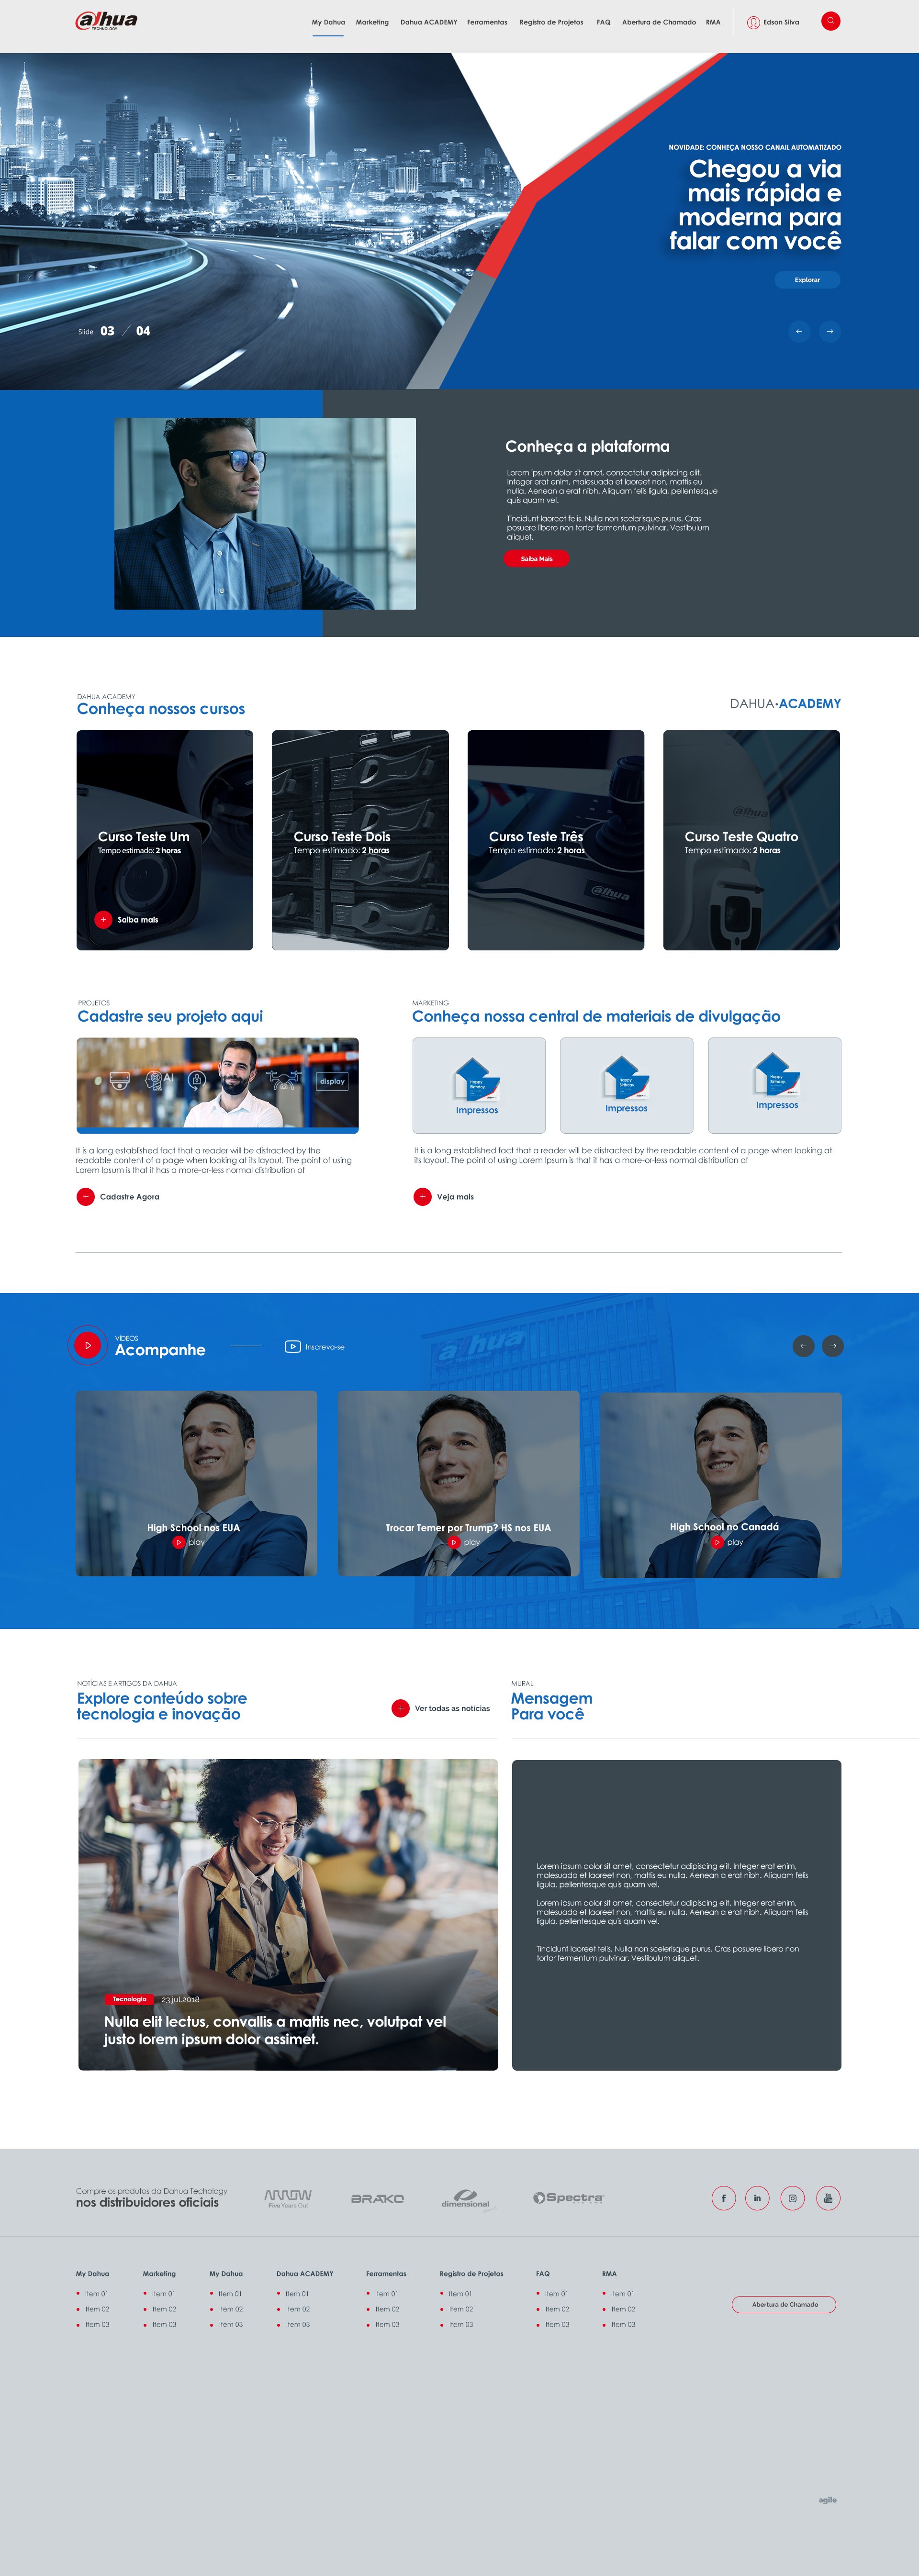 alhua
TECHNOLOGY
My Dahua
Marketing
Dahua ACADEMY
Ferramentas
Registro de Projetos
FAQ
Abertura de Chamado
RMA
Edson Silva
NOVIDADE: CONHEÇA NOSSO CANAIL AUTOMATIZADO
Chegou a via
mais rápida e
moderna para
falar com você
Explorar
Slide 03 / 04
Conheça a plataforma
Lorem ipsum dolor sit amet, consectetur adipiscing elit.
Integer erat enim, malesuada et laoreet non, mattis eu
nulla. Aenean a erat nibh. Aliquam felis ligula, pellentesque
quis quam vel.
Tincidunt laoreet felis. Nulla non scelerisque purus. Cras
posuere libero non tortor fermentum pulvinar. Vestibulum
aliquet.
Saiba Mais
DAHUA ACADEMY
Conheça nossos cursos
DAHUA•ACADEMY
Curso Teste Um
Tempo estimado: 2 horas
Saiba mais
Curso Teste Dois
Tempo estimado: 2 horas
Curso Teste Três
Tempo estimado: 2 horas
alhua
Curso Teste Quatro
Tempo estimado: 2 horas
alhua
PROJETOS
Cadastre seu projeto aqui
AI
display
It is a long established fact that a reader will be distracted by the
readable content of a page when looking at its layout. The point of using
Lorem Ipsum is that it has a more-or-less normal distribution of
Cadastre Agora
MARKETING
Conheça nossa central de materiais de divulgação
Happy
Birthday
Impressos
Happy
Birthday
Impressos
Happy
Birthday
Impressos
It is a long established fact that a reader will be distracted by the readable content of a page when looking at
its layout. The point of using Lorem Ipsum is that it has a more-or-less normal distribution of
Veja mais
alhua
VÍDEOS
Acompanhe
Inscreva-se
High School nos EUA
play
Trocar Temer por Trump? HS nos EUA
play
High School no Canadá
play
NOTÍCIAS E ARTIGOS DA DAHUA
Explore conteúdo sobre
tecnologia e inovação
Ver todas as notícias
MURAL
Mensagem
Para você
Tecnologia
23.jul.2018
Nulla elit lectus, convallis a mattis nec, volutpat vel
justo lorem ipsum dolor assimet.
Lorem ipsum dolor sit amet, consectetur adipiscing elit. Integer erat enim,
malesuada et laoreet non, mattis eu nulla. Aenean a erat nibh. Aliquam felis
ligula, pellentesque quis quam vel.
Lorem ipsum dolor sit amet, consectetur adipiscing elit. Integer erat enim,
malesuada et laoreet non, mattis eu nulla. Aenean a erat nibh. Aliquam felis
ligula, pellentesque quis quam vel.
Tincidunt laoreet felis. Nulla non scelerisque purus. Cras posuere libero non
tortor fermentum pulvinar. Vestibulum aliquet.
Compre os produtos da Dahua Techology
nos distribuidores oficiais
ARROW
Five Years Out
BRAKO
dimensional
Spectra
f
in
You
My Dahua
Item 01
Item 02
Item 03
Marketing
Item 01
Item 02
Item 03
My Dahua
Item 01
Item 02
Item 03
Dahua ACADEMY
Item 01
Item 02
Item 03
Ferramentas
Item 01
Item 02
Item 03
Registro de Projetos
Item 01
Item 02
Item 03
FAQ
Item 01
Item 02
Item 03
RMA
Item 01
Item 02
Item 03
Abertura de Chamado
agile